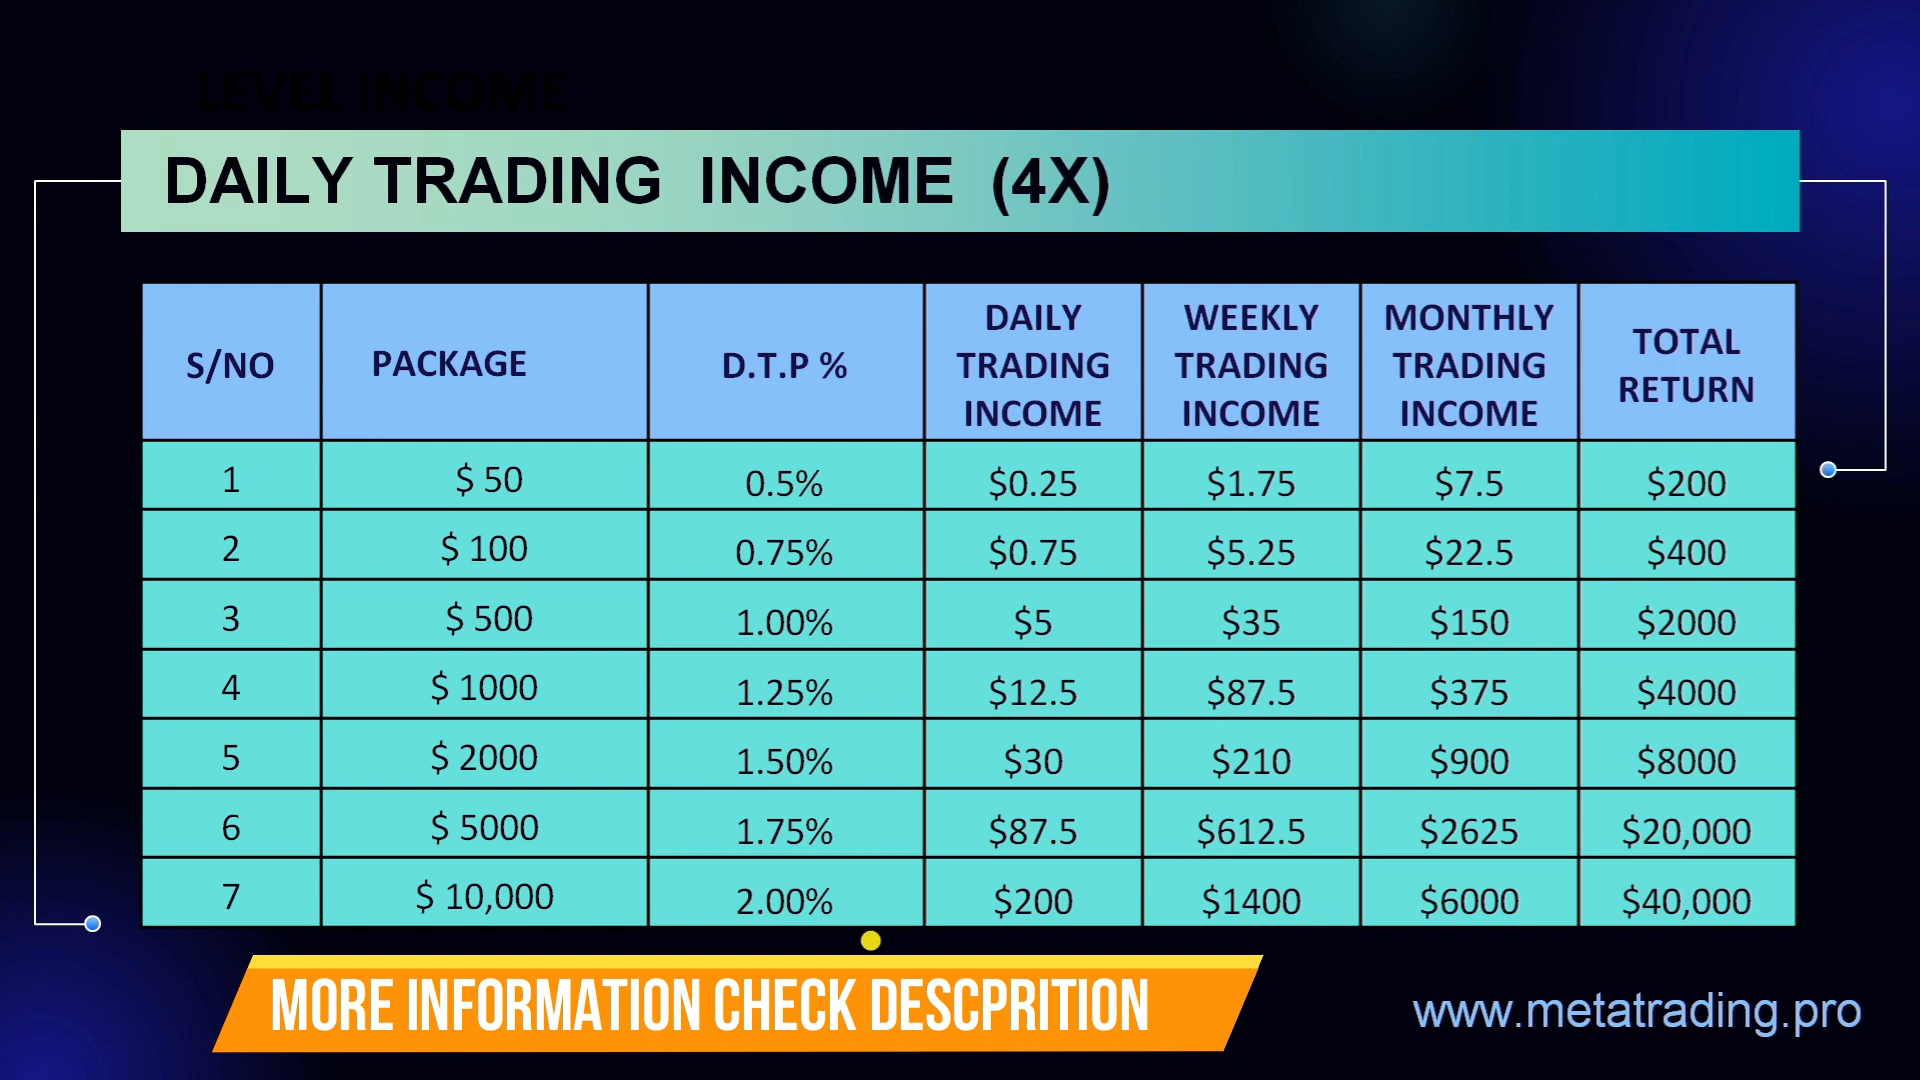 LEVEL INCOME
DAILY TRADING INCOME (4X)
S/NO PACKAGE D.T.P % DAILY TRADING INCOME WEEKLY TRADING INCOME MONTHLY TRADING INCOME TOTAL RETURN
1 $ 50 0.5% $0.25 $1.75 $7.5 $200
2 $ 100 0.75% $0.75 $5.25 $22.5 $400
3 $ 500 1.00% $5 $35 $150 $2000
4 $ 1000 1.25% $12.5 $87.5 $375 $4000
5 $ 2000 1.50% $30 $210 $900 $8000
6 $ 5000 1.75% $87.5 $612.5 $2625 $20,000
7 $ 10,000 2.00% $200 $1400 $6000 $40,000
MORE INFORMATION CHECK DESCPRITION
www.metatrading.pro